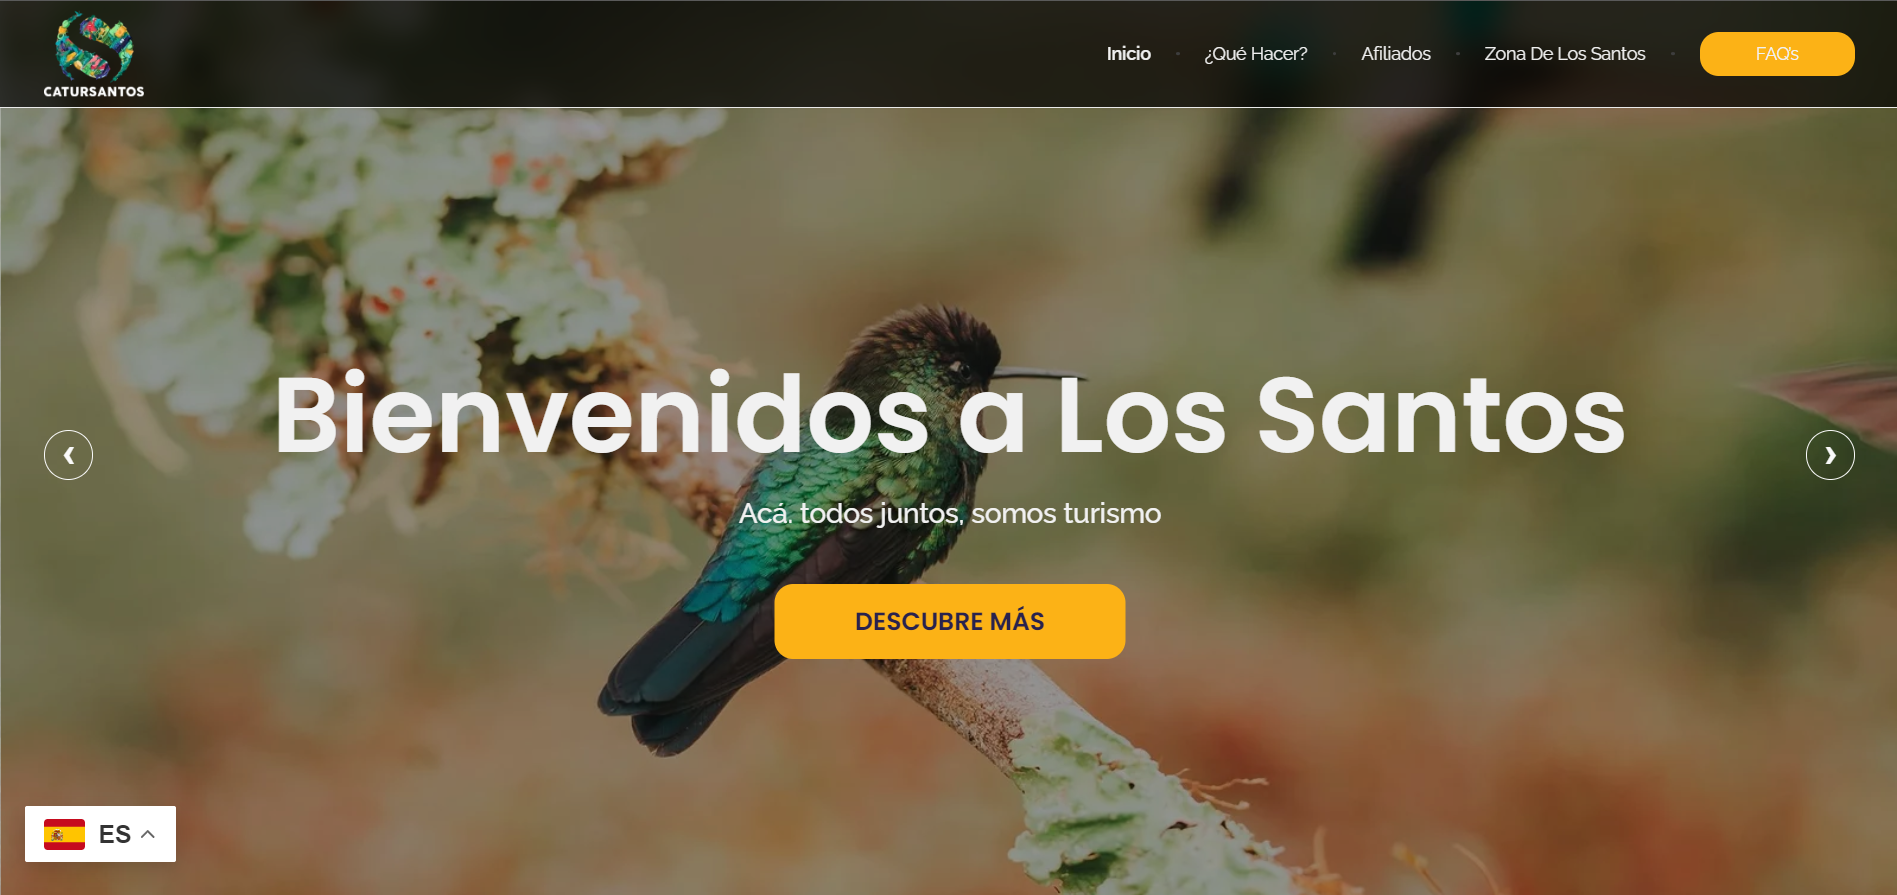 CATURSANTOS
Inicio · ¿Qué Hacer? · Afiliados · Zona De Los Santos · FAQ's
Bienvenidos a Los Santos
Acá. todos juntos, somos turismo
DESCUBRE MÁS
ES